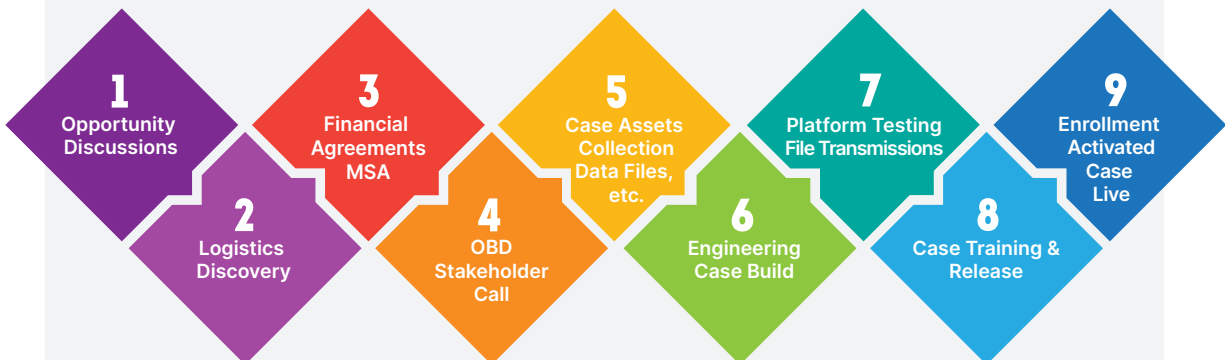 1
Opportunity
Discussions
2
Logistics
Discovery
3
Financial
Agreements
MSA
4
OBD
Stakeholder
Call
5
Case Assets
Collection
Data Files,
etc.
6
Engineering
Case Build
7
Platform Testing
File Transmissions
8
Case Training &
Release
9
Enrollment
Activated
Case
Live